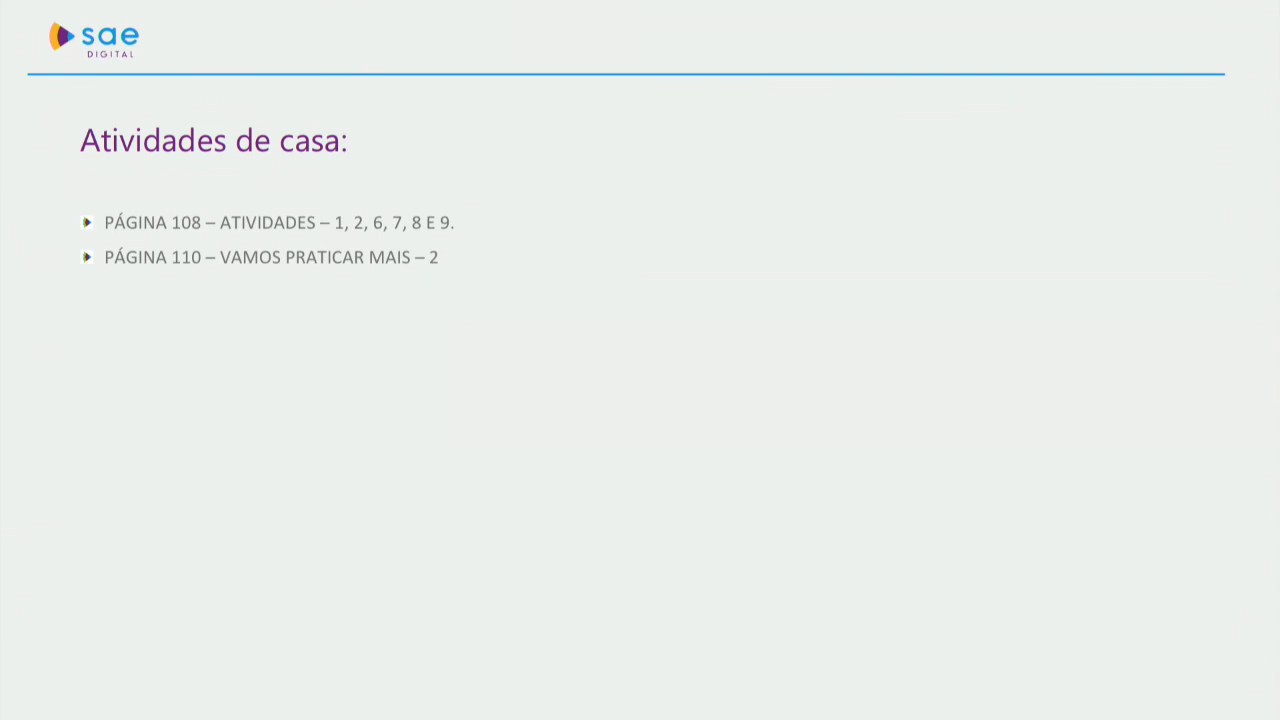 sae
DIGITAL
Atividades de casa:
PÁGINA 108 – ATIVIDADES – 1, 2, 6, 7, 8 E 9.
PÁGINA 110 – VAMOS PRATICAR MAIS – 2